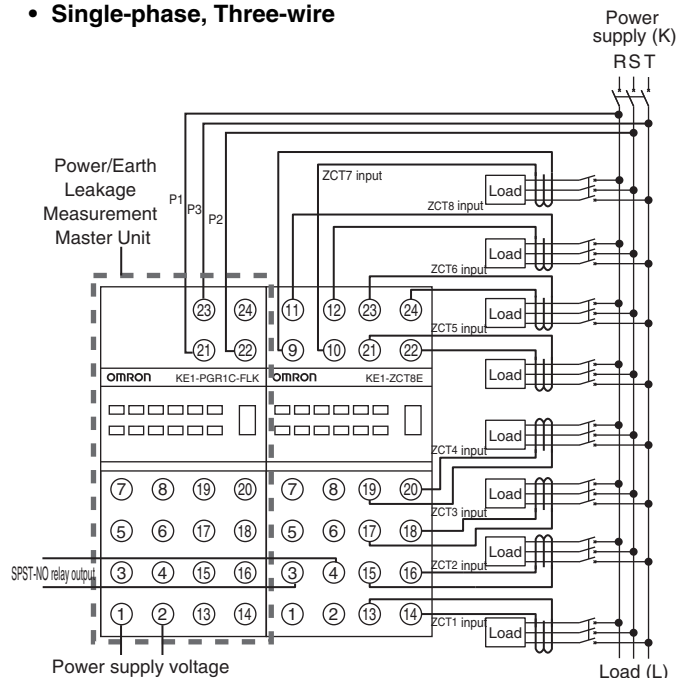 • Single-phase, Three-wire
Power
supply (K)
R S T
Power/Earth
Leakage
Measurement
Master Unit
P1
P3
P2
ZCT7 input
Load
ZCT8 input
Load
ZCT6 input
Load
ZCT5 input
Load
23 24 11 12 23 24
21 22 9 10 21 22
OMRON KE1-PGR1C-FLK OMRON KE1-ZCT8E
Load
ZCT4 input
7 8 19 20 7 8 19 20
Load
ZCT3 input
5 6 17 18 5 6 17 18
Load
SPST-NO relay output
3 4 15 16 3 4 15 16
ZCT2 input
1 2 13 14 1 2 13 14
ZCT1 input
Load
Power supply voltage
Load (L)